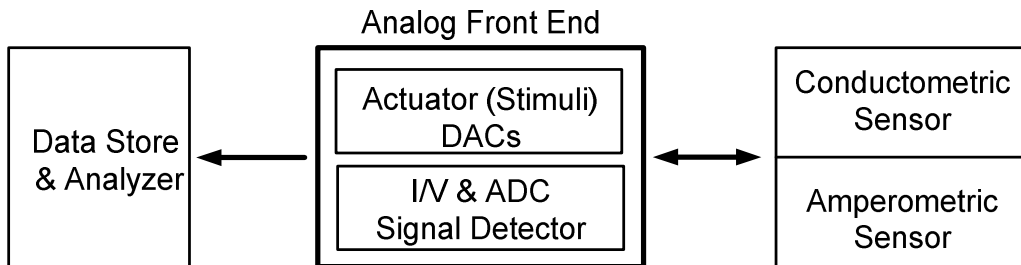 Analog Front End
Data Store
& Analyzer
Actuator (Stimuli)
DACs
I/V & ADC
Signal Detector
Conductometric
Sensor
Amperometric
Sensor